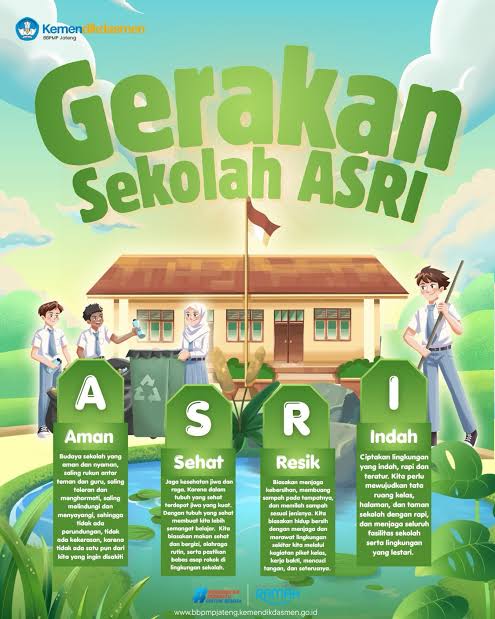 Kemendikdasmen
BBPMP Jateng
Gerakan
Sekolah ASRI
A
Aman
Budaya sekolah yang
aman dan nyaman,
saling rukun antar
teman dan guru, saling
toleran dan
menghormati, saling
melindungi dan
menyayangi, sehingga
tidak ada
perundungan, tidak
ada kekerasan, karena
tidak ada satu pun dari
kita yang ingin disakiti
S
Sehat
Jaga kesehatan jiwa dan
raga. Karena dalam
tubuh yang sehat
terdapat jiwa yang kuat.
Dengan tubuh yang sehat
membuat kita lebih
semangat belajar. Kita
biasakan makan sehat
dan bergizi, olahraga
rutin, serta pastikan
bebas asap rokok di
lingkungan sekolah.
R
Resik
Biasakan menjaga
kebersihan, membuang
sampah pada tempatnya,
dan memilah sampah
sesuai jenisnya. Kita
biasakan hidup bersih
dengan menjaga dan
merawat lingkungan
sekitar kita melalui
kegiatan piket kelas,
kerja bakti, mencuci
tangan, dan seterusnya.
I
Indah
Ciptakan lingkungan
yang indah, rapi dan
teratur. Kita perlu
mewujudkan tata
ruang kelas,
halaman, dan taman
sekolah dengan rapi,
dan menjaga seluruh
fasilitas sekolah
serta lingkungan
yang lestari.
RAMAH
www.bbpmpjateng.kemendikdasmen.go.id